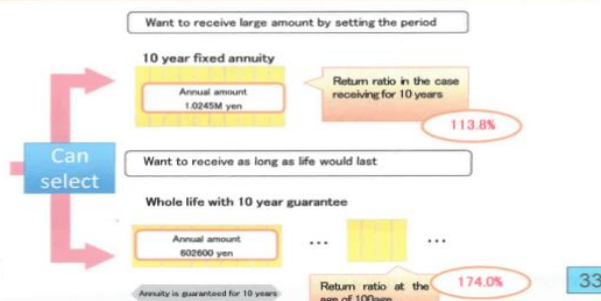 Want to receive large amount by setting the period
10 year fixed annuity
Annual amount
1.0245M yen
Return ratio in the case
receiving for 10 years
113.8%
Can
select
Want to receive as long as life would last
Whole life with 10 year guarantee
Annual amount
602600 yen
...
...
Annuity is guaranteed for 10 years
Return ratio at the
age of 100age
174.0%
33